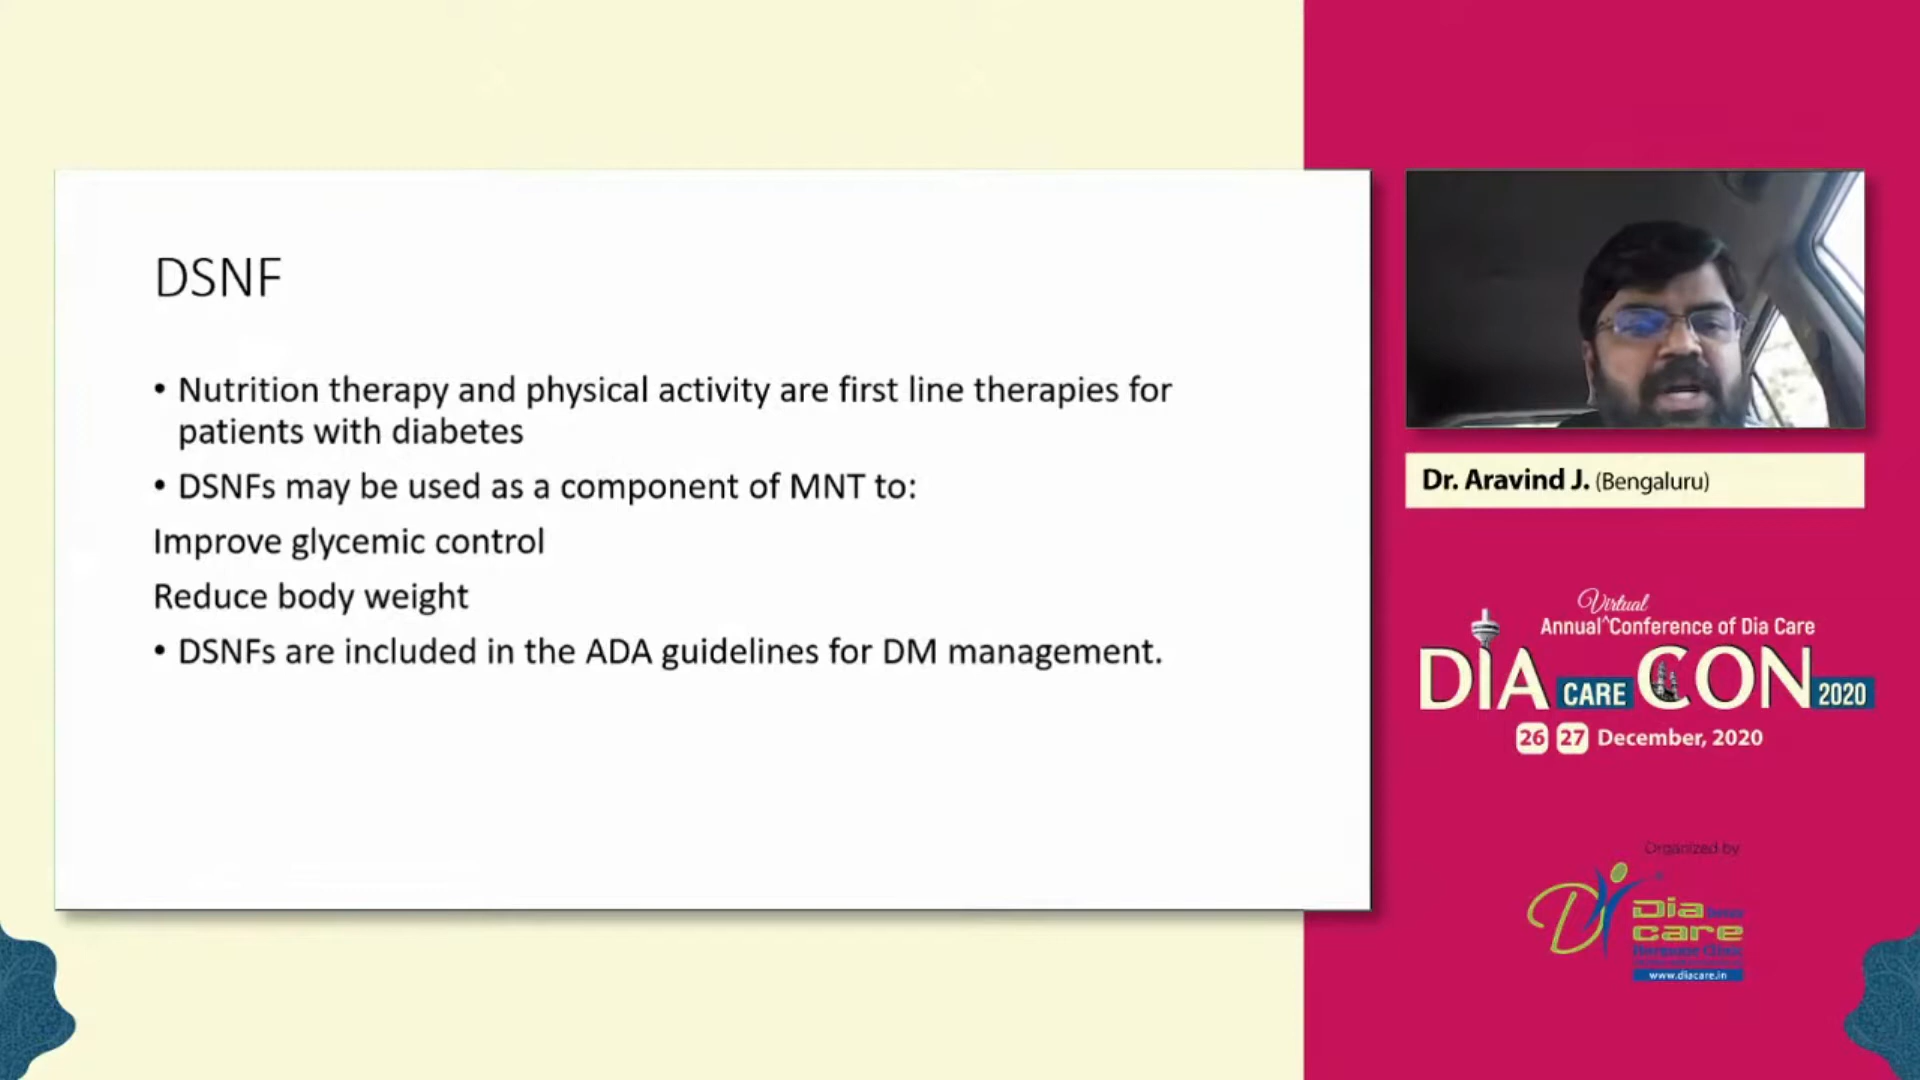 DSNF
• Nutrition therapy and physical activity are first line therapies for
patients with diabetes
• DSNFs may be used as a component of MNT to:
Improve glycemic control
Reduce body weight
• DSNFs are included in the ADA guidelines for DM management.
Dr. Aravind J. (Bengaluru)
Virtual
Annual^Conference of Dia Care
DIA CARE CON 2020
26 27 December, 2020
Organized by
Dia
care
www.diacare.in